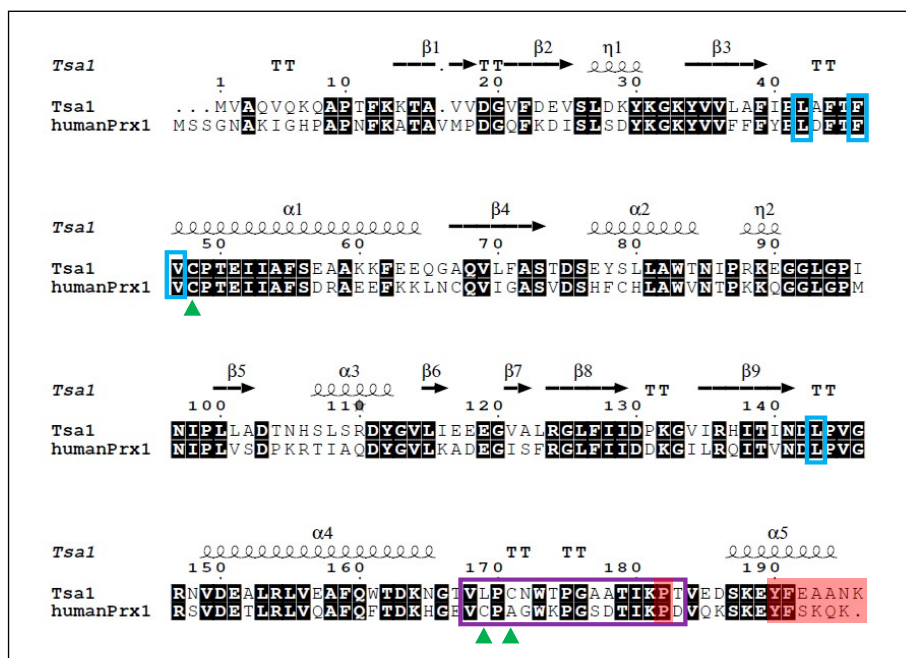 β1 β2 η1 β3
Tsa1 TT . TT TT
1 10 20 30 40
Tsa1 ...MVAQVQKQAPTFKKTA.VVDGVFDEVSLDKYKGKYVVLAFIPLAFTF
humanPrx1 MSSGNAKIGHPAPNFKATAVMPDGQFKDISLSDYKGKYVVFFFYPLDFTF
α1 β4 α2 η2
Tsa1
50 60 70 80 90
Tsa1 VCPTEIIAFSEAAKKFEEQGAQVLFASTDSEYSLLAWTNIPRKEGGLGPI
humanPrx1 VCPTEIIAFSDRAEEFKKLNCQVIGASVDSHFCHLAWVNTPKKQGGLGPM
β5 α3 β6 β7 β8 β9
Tsa1 TT TT
100 110 120 130 140
Tsa1 NIPLLADTNHSLSRDYGVLIEEEGVALRGLFIIDPKGVIRHITINDLPVG
humanPrx1 NIPLVSDPKRTIAQDYGVLKADEGISFRGLFIIDDKGILRQITVNDLPVG
α4 α5
Tsa1 TT TT
150 160 170 180 190
Tsa1 RNVDEALRLVEAFQWTDKNGTVLPCNWTPGAATIKPTVEDSKEYFEAANK
humanPrx1 RSVDETLRLVQAFQFTDKHGEVCPAGWKPGSDTIKPDVQKSKEYFSKQK.